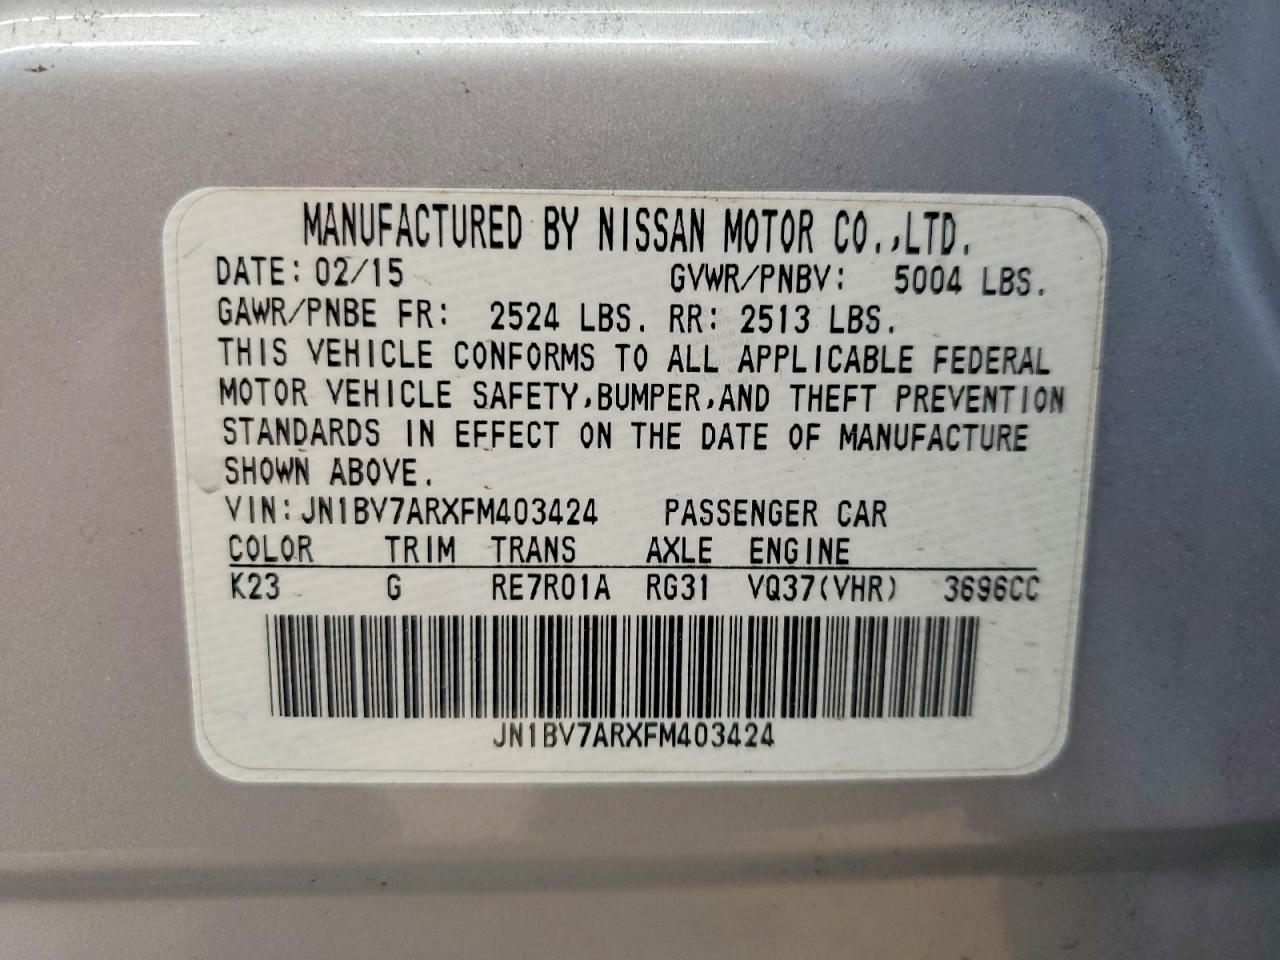 MANUFACTURED BY NISSAN MOTOR CO.,LTD.
DATE: 02/15 GVWR/PNBV: 5004 LBS.
GAWR/PNBE FR: 2524 LBS. RR: 2513 LBS.
THIS VEHICLE CONFORMS TO ALL APPLICABLE FEDERAL
MOTOR VEHICLE SAFETY,BUMPER,AND THEFT PREVENTION
STANDARDS IN EFFECT ON THE DATE OF MANUFACTURE
SHOWN ABOVE.
VIN: JN1BV7ARXFM403424 PASSENGER CAR
COLOR TRIM TRANS AXLE ENGINE
K23 G RE7R01A RG31 VQ37(VHR) 3696CC
JN1BV7ARXFM403424